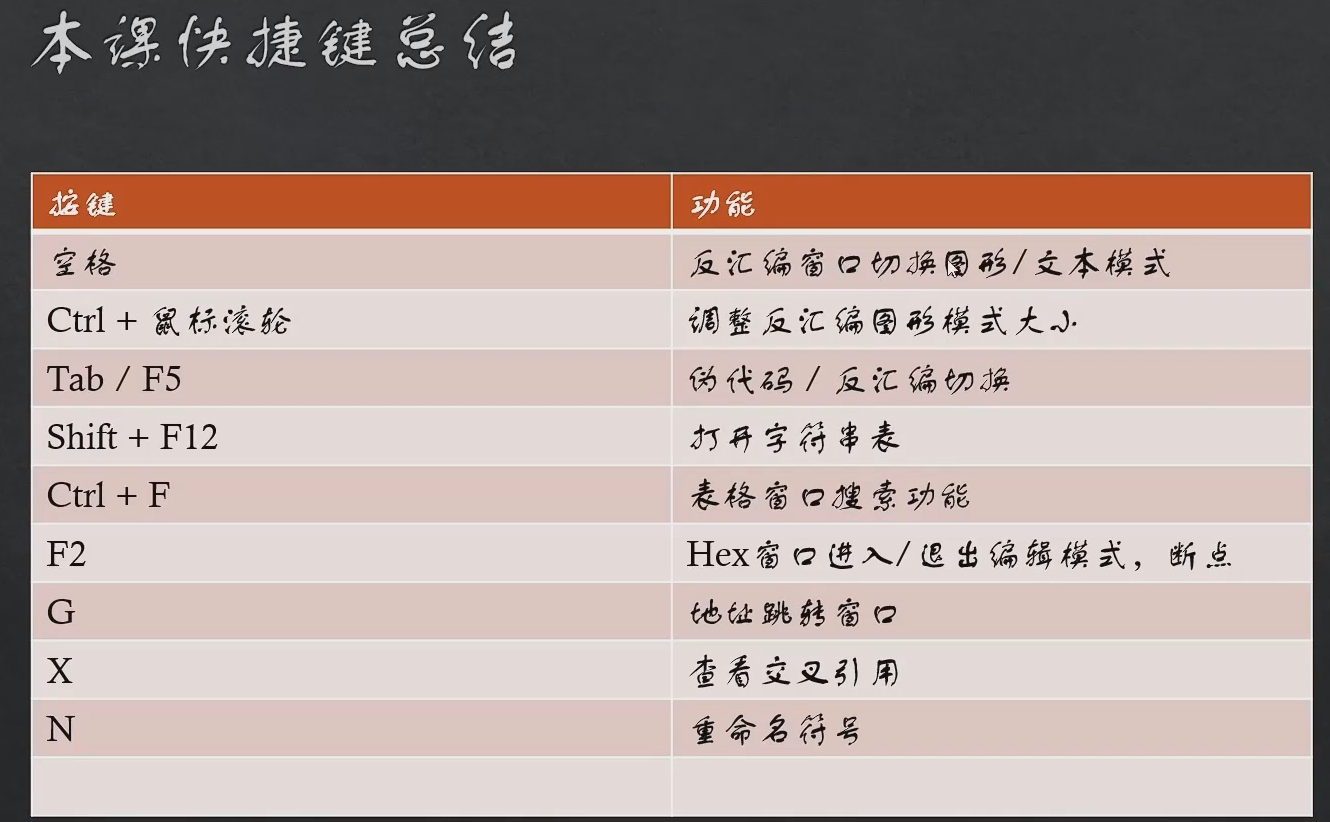 本课快捷键总结
按键 功能
空格 反汇编窗口切换图形/文本模式
Ctrl + 鼠标滚轮 调整反汇编图形模式大小
Tab / F5 伪代码 / 反汇编切换
Shift + F12 打开字符串表
Ctrl + F 表格窗口搜索功能
F2 Hex窗口进入/退出编辑模式，断点
G 地址跳转窗口
X 查看交叉引用
N 重命名符号